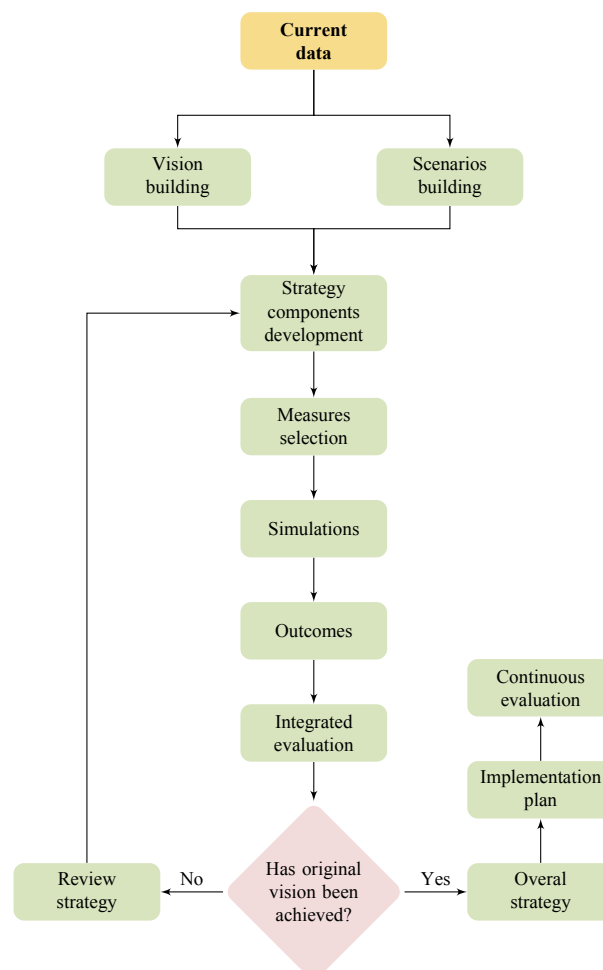 Current
data
Vision
building
Scenarios
building
Strategy
components
development
Measures
selection
Simulations
Outcomes
Integrated
evaluation
Continuous
evaluation
Implementation
plan
Has original
vision been
achieved?
No
Yes
Review
strategy
Overal
strategy